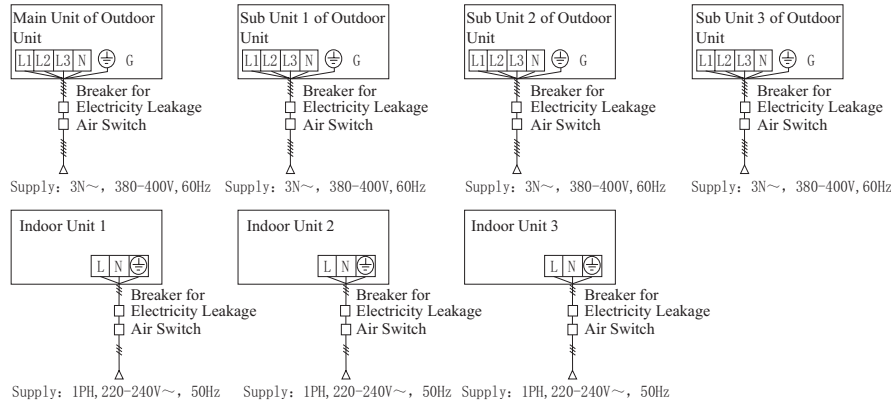 Main Unit of Outdoor
Unit
L1 L2 L3 N G
Breaker for
Electricity Leakage
Air Switch
Supply: 3N～, 380-400V,60Hz
Sub Unit 1 of Outdoor
Unit
L1 L2 L3 N G
Breaker for
Electricity Leakage
Air Switch
Supply: 3N～, 380-400V,60Hz
Sub Unit 2 of Outdoor
Unit
L1 L2 L3 N G
Breaker for
Electricity Leakage
Air Switch
Supply: 3N～, 380-400V,60Hz
Sub Unit 3 of Outdoor
Unit
L1 L2 L3 N G
Breaker for
Electricity Leakage
Air Switch
Supply: 3N～, 380-400V,60Hz
Indoor Unit 1
L N
Breaker for
Electricity Leakage
Air Switch
Supply: 1PH,220-240V～, 50Hz
Indoor Unit 2
L N
Breaker for
Electricity Leakage
Air Switch
Supply: 1PH,220-240V～, 50Hz
Indoor Unit 3
L N
Breaker for
Electricity Leakage
Air Switch
Supply: 1PH,220-240V～, 50Hz